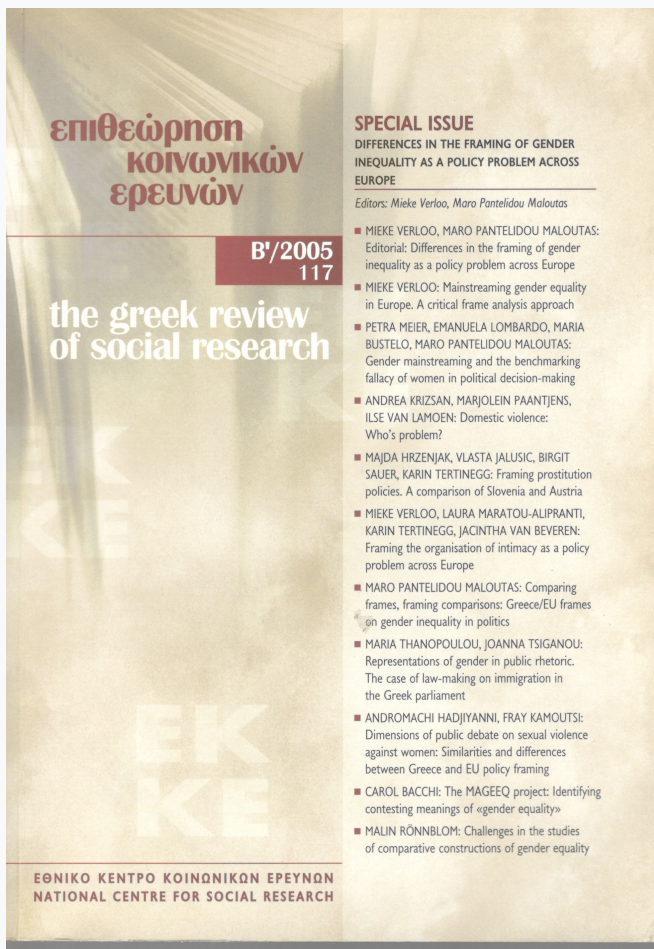 επιθεώρηση
κοινωνικών
ερευνών
Β'/2005
117
the greek review
of social research
SPECIAL ISSUE
DIFFERENCES IN THE FRAMING OF GENDER
INEQUALITY AS A POLICY PROBLEM ACROSS
EUROPE
Editors: Mieke Verloo, Maro Pantelidou Maloutas
■ MIEKE VERLOO, MARO PANTELIDOU MALOUTAS:
Editorial: Differences in the framing of gender
inequality as a policy problem across Europe
■ MIEKE VERLOO: Mainstreaming gender equality
in Europe. A critical frame analysis approach
■ PETRA MEIER, EMANUELA LOMBARDO, MARIA
BUSTELO, MARO PANTELIDOU MALOUTAS:
Gender mainstreaming and the benchmarking
fallacy of women in political decision-making
■ ANDREA KRIZSAN, MARJOLEIN PAANTJENS,
ILSE VAN LAMOEN: Domestic violence:
Who's problem?
■ MAJDA HRZENJAK, VLASTA JALUSIC, BIRGIT
SAUER, KARIN TERTINEGG: Framing prostitution
policies. A comparison of Slovenia and Austria
■ MIEKE VERLOO, LAURA MARATOU-ALIPRANTI,
KARIN TERTINEGG, JACINTHA VAN BEVEREN:
Framing the organisation of intimacy as a policy
problem across Europe
■ MARO PANTELIDOU MALOUTAS: Comparing
frames, framing comparisons: Greece/EU frames
on gender inequality in politics
■ MARIA THANOPOULOU, JOANNA TSIGANOU:
Representations of gender in public rhetoric.
The case of law-making on immigration in
the Greek parliament
■ ANDROMACHI HADJIYANNI, FRAY KAMOUTSI:
Dimensions of public debate on sexual violence
against women: Similarities and differences
between Greece and EU policy framing
■ CAROL BACCHI: The MAGEEQ project: Identifying
contesting meanings of «gender equality»
■ MALIN RÖNNBLOM: Challenges in the studies
of comparative constructions of gender equality
EK
KE
EK
KE
ΕΘΝΙΚΟ ΚΕΝΤΡΟ ΚΟΙΝΩΝΙΚΩΝ ΕΡΕΥΝΩΝ
NATIONAL CENTRE FOR SOCIAL RESEARCH